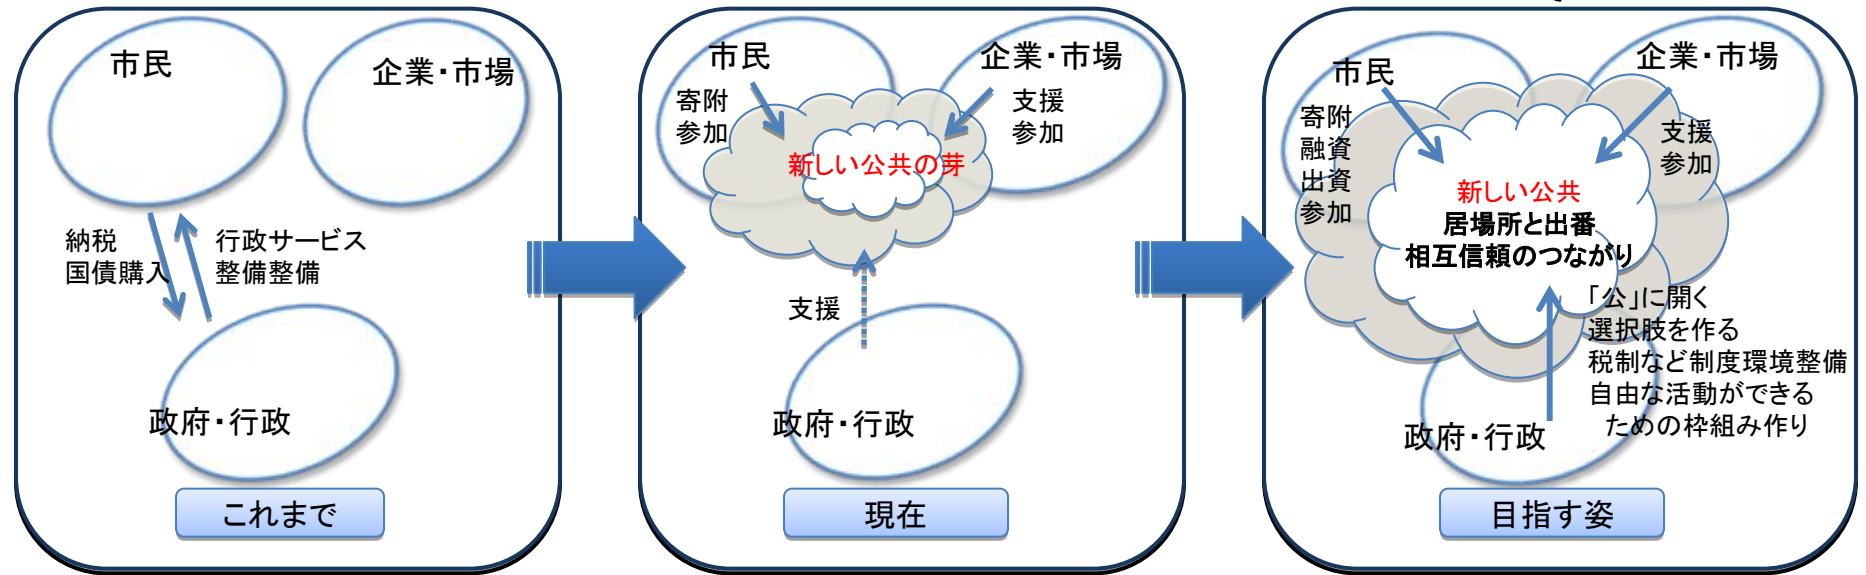 市民
企業・市場
納税
国債購入
行政サービス
整備整備
政府・行政
これまで
市民
企業・市場
寄附
参加
支援
参加
新しい公共の芽
支援
政府・行政
現在
市民
企業・市場
寄附
融資
出資
参加
支援
参加
新しい公共
居場所と出番
相互信頼のつながり
「公」に開く
選択肢を作る
税制など制度環境整備
自由な活動ができる
ための枠組み作り
政府・行政
目指す姿